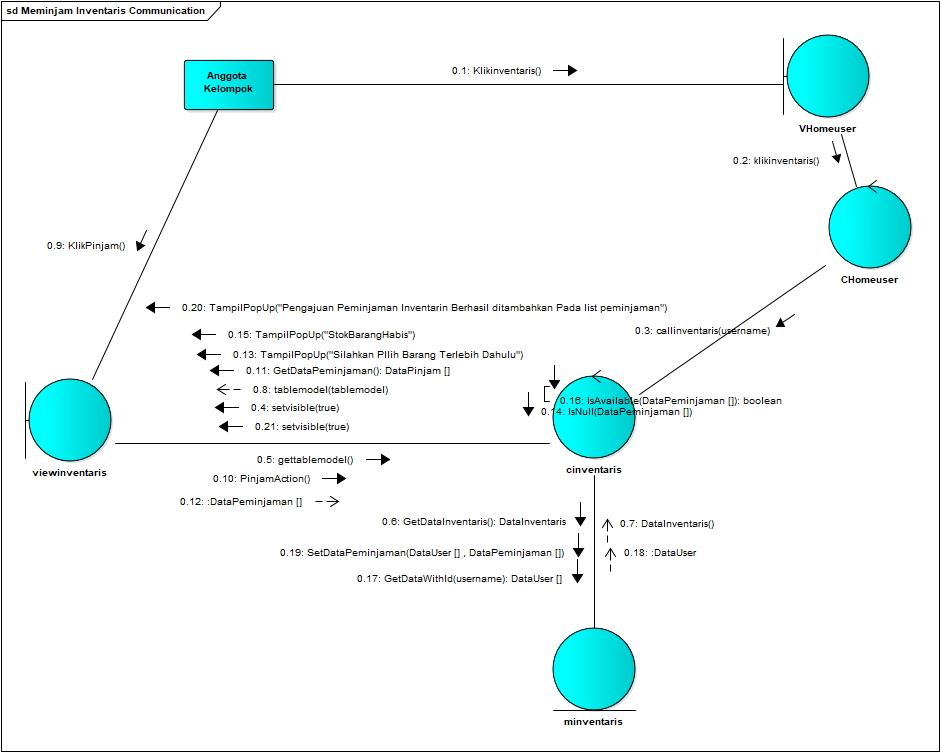 sd Meminjam Inventaris Communication
Anggota
Kelompok
0.1: Klikinventaris()
VHomeuser
0.2: klikinventaris()
CHomeuser
0.9: KlikPinjam()
0.20: TampilPopUp("Pengajuan Peminjaman Inventarin Berhasil ditambahkan Pada list peminjaman")
0.3: callinventaris(username)
0.15: TampilPopUp("StokBarangHabis")
0.13: TampilPopUp("Silahkan PIlih Barang Terlebih Dahulu")
0.11: GetDataPeminjaman(): DataPinjam []
0.8: tablemodel(tablemodel)
0.16: IsAvailable(DataPeminjaman []): boolean
0.4: setvisible(true)
0.14: IsNull(DataPeminjaman [])
0.21: setvisible(true)
0.5: gettablemodel()
viewinventaris
cinventaris
0.10: PinjamAction()
0.12: :DataPeminjaman []
0.6: GetDataInventaris(): DataInventaris
0.7: DataInventaris()
0.19: SetDataPeminjaman(DataUser [] , DataPeminjaman [])
0.18: :DataUser
0.17: GetDataWithId(username): DataUser []
minventaris